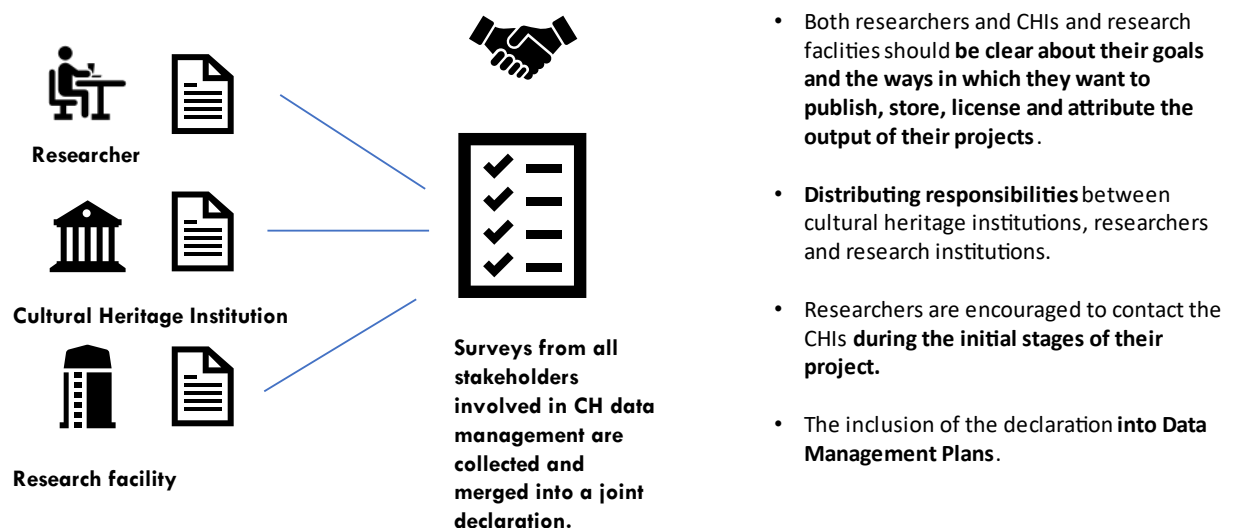 Researcher
Cultural Heritage Institution
Research facility
Surveys from all
stakeholders
involved in CH data
management are
collected and
merged into a joint
declaration.
• Both researchers and CHIs and research
faclities should be clear about their goals
and the ways in which they want to
publish, store, license and attribute the
output of their projects.
• Distributing responsibilities between
cultural heritage institutions, researchers
and research institutions.
• Researchers are encouraged to contact the
CHIs during the initial stages of their
project.
• The inclusion of the declaration into Data
Management Plans.